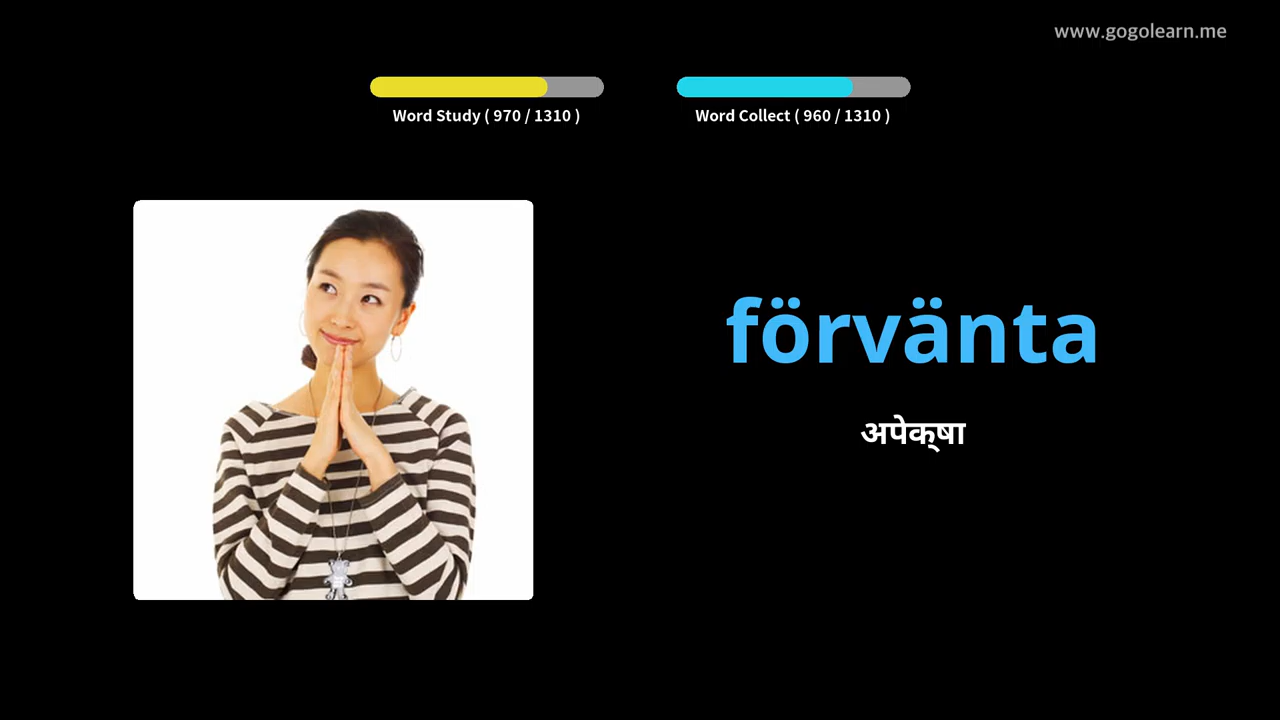 www.gogolearn.me
Word Study ( 970 / 1310 )
Word Collect ( 960 / 1310 )
förvänta
अपेक्‌षा